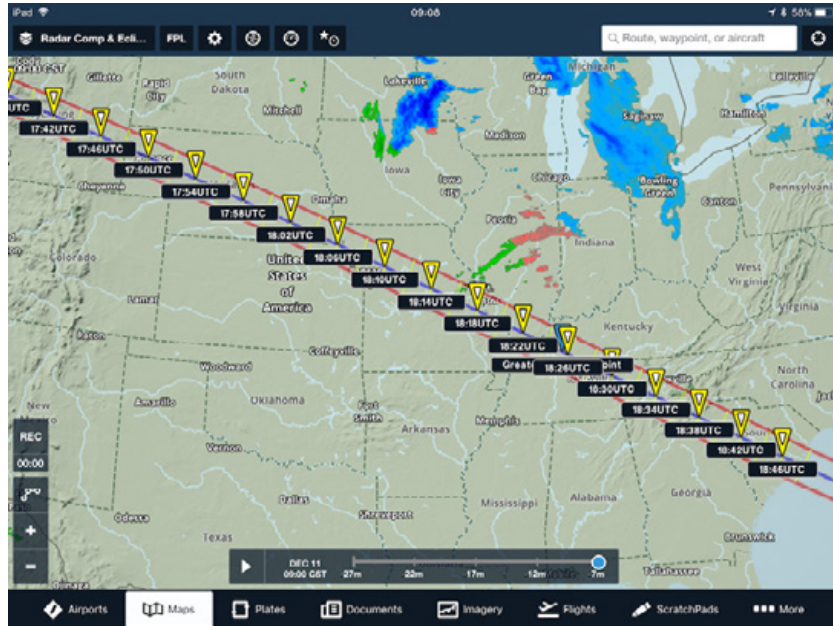 iPad 09:08 58%
Radar Comp & Ecli... FPL Route, waypoint, or aircraft
Cody
Gillette
Rapid City
South Dakota
Mitchell
Lakeville
Green Bay
Michigan
Saginaw
Hamilton
Belleville
Madison
Iowa
Iowa City
Chicago
Bowling Green
Canton
Pennsylvani
Cheyenne
Omaha
Peoria
Indiana
Colorado
United States of America
West Virginia
Virginia
Lamar
Raton
Coffeyville
Kentucky
Woodward
North Carolina
Amarillo
Oklahoma
Fort Smith
Arkansas
Memphis
New
Vernon
Dallas
Shreveport
Mississippi
Alabama
Georgia
Odessa
Texas
Brunswick
Tallahassee
UTC
17:42UTC
17:46UTC
17:50UTC
17:54UTC
17:58UTC
18:02UTC
18:06UTC
18:10UTC
18:14UTC
18:18UTC
18:22UTC
18:26UTC
18:30UTC
18:34UTC
18:38UTC
18:42UTC
18:46UTC
REC
00:00
DEC 11
09:00 CST
-27m -22m -17m -12m -7m
Airports Maps Plates Documents Imagery Flights ScratchPads More